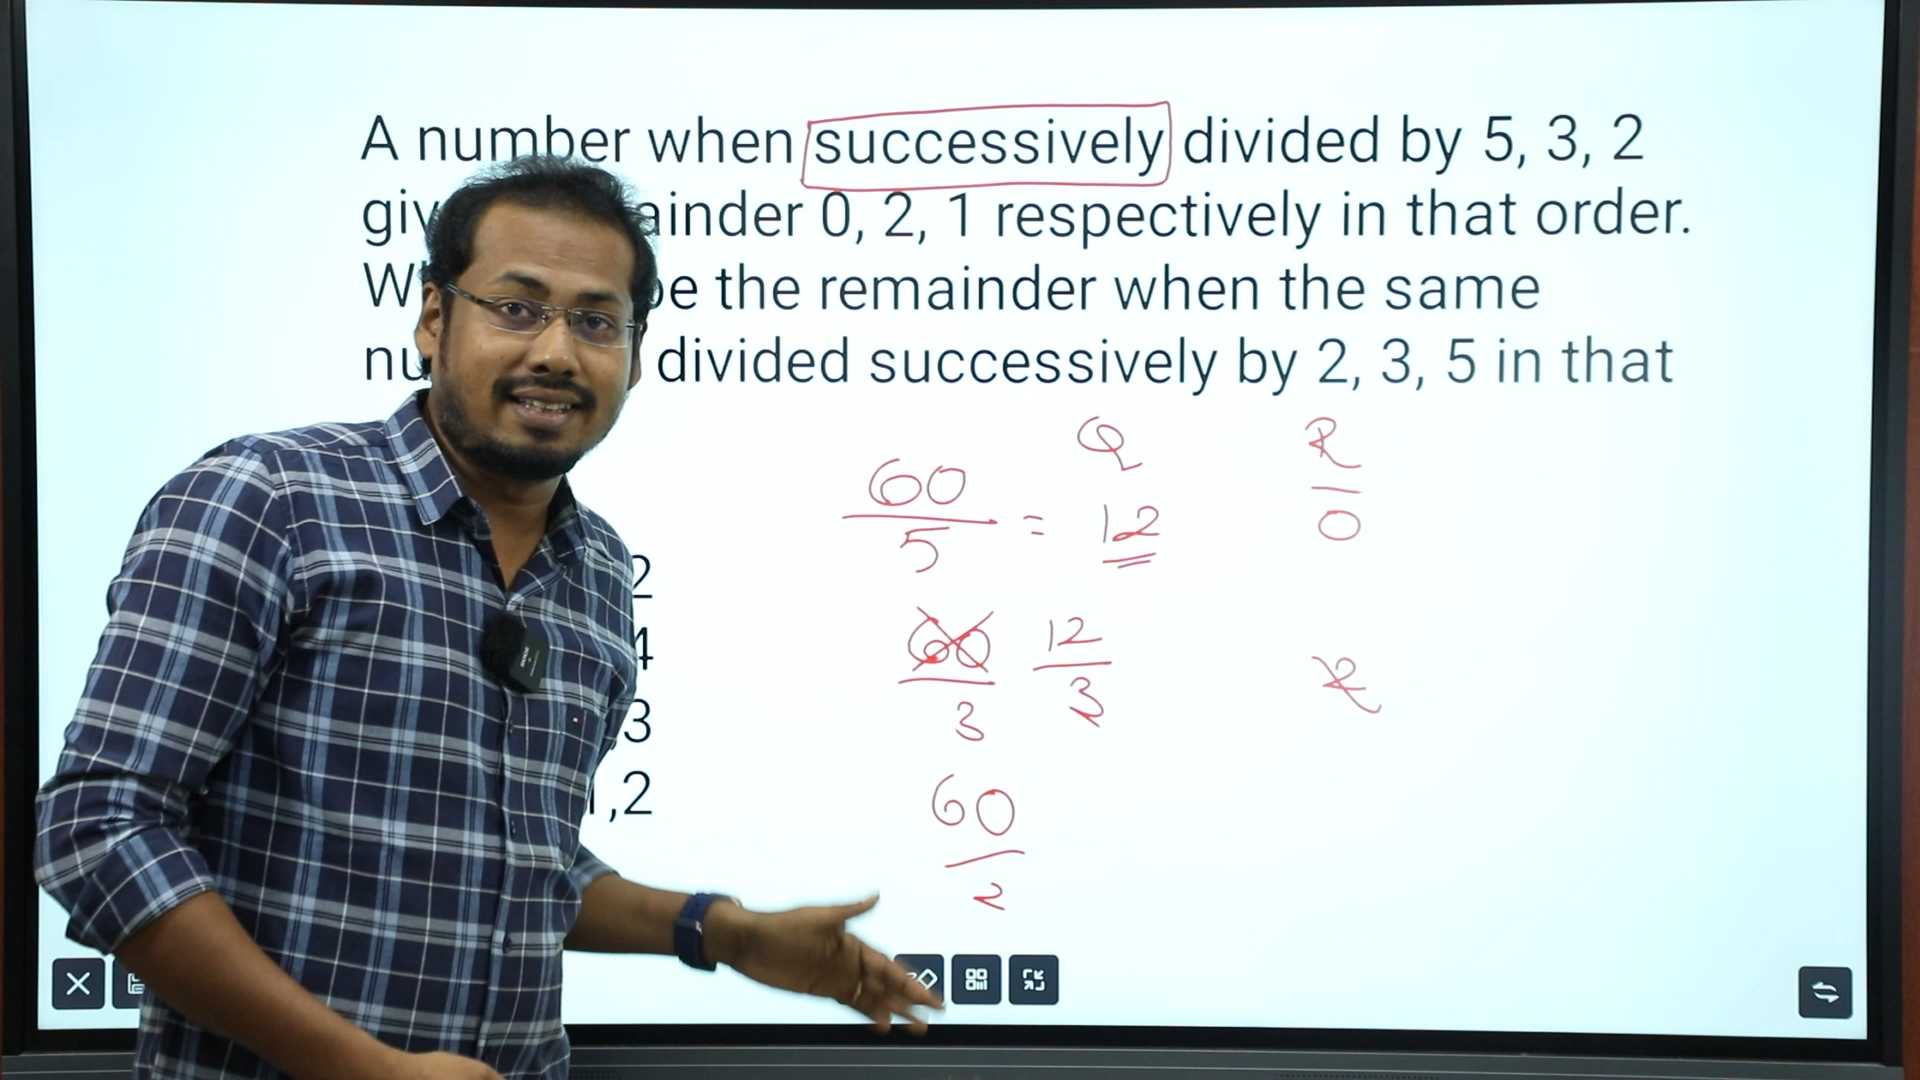 A number when successively divided by 5, 3, 2
ainder 0, 2, 1 respectively in that order.
be the remainder when the same
divided successively by 2, 3, 5 in that
Q R
60
5
= 12 0
60 12
3 3
R
60
2
2
4
,3
1,2